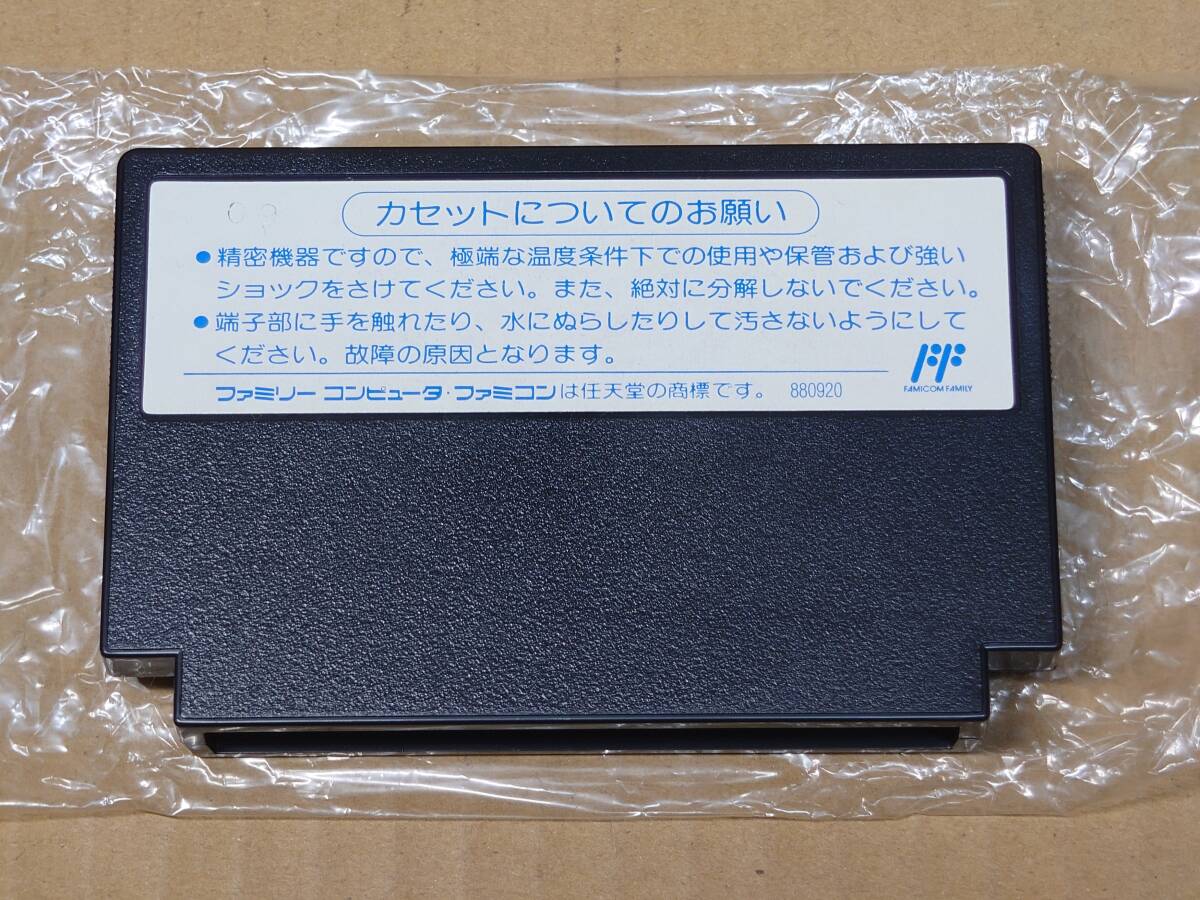 09
カセットについてのお願い
●精密機器ですので、極端な温度条件下での使用や保管および強い
ショックをさけてください。また、絶対に分解しないでください。
●端子部に手を触れたり、水にぬらしたりして汚さないようにして
ください。故障の原因となります。
ファミリー コンピュータ・ファミコンは任天堂の商標です。 880920
FAMICOM FAMILY